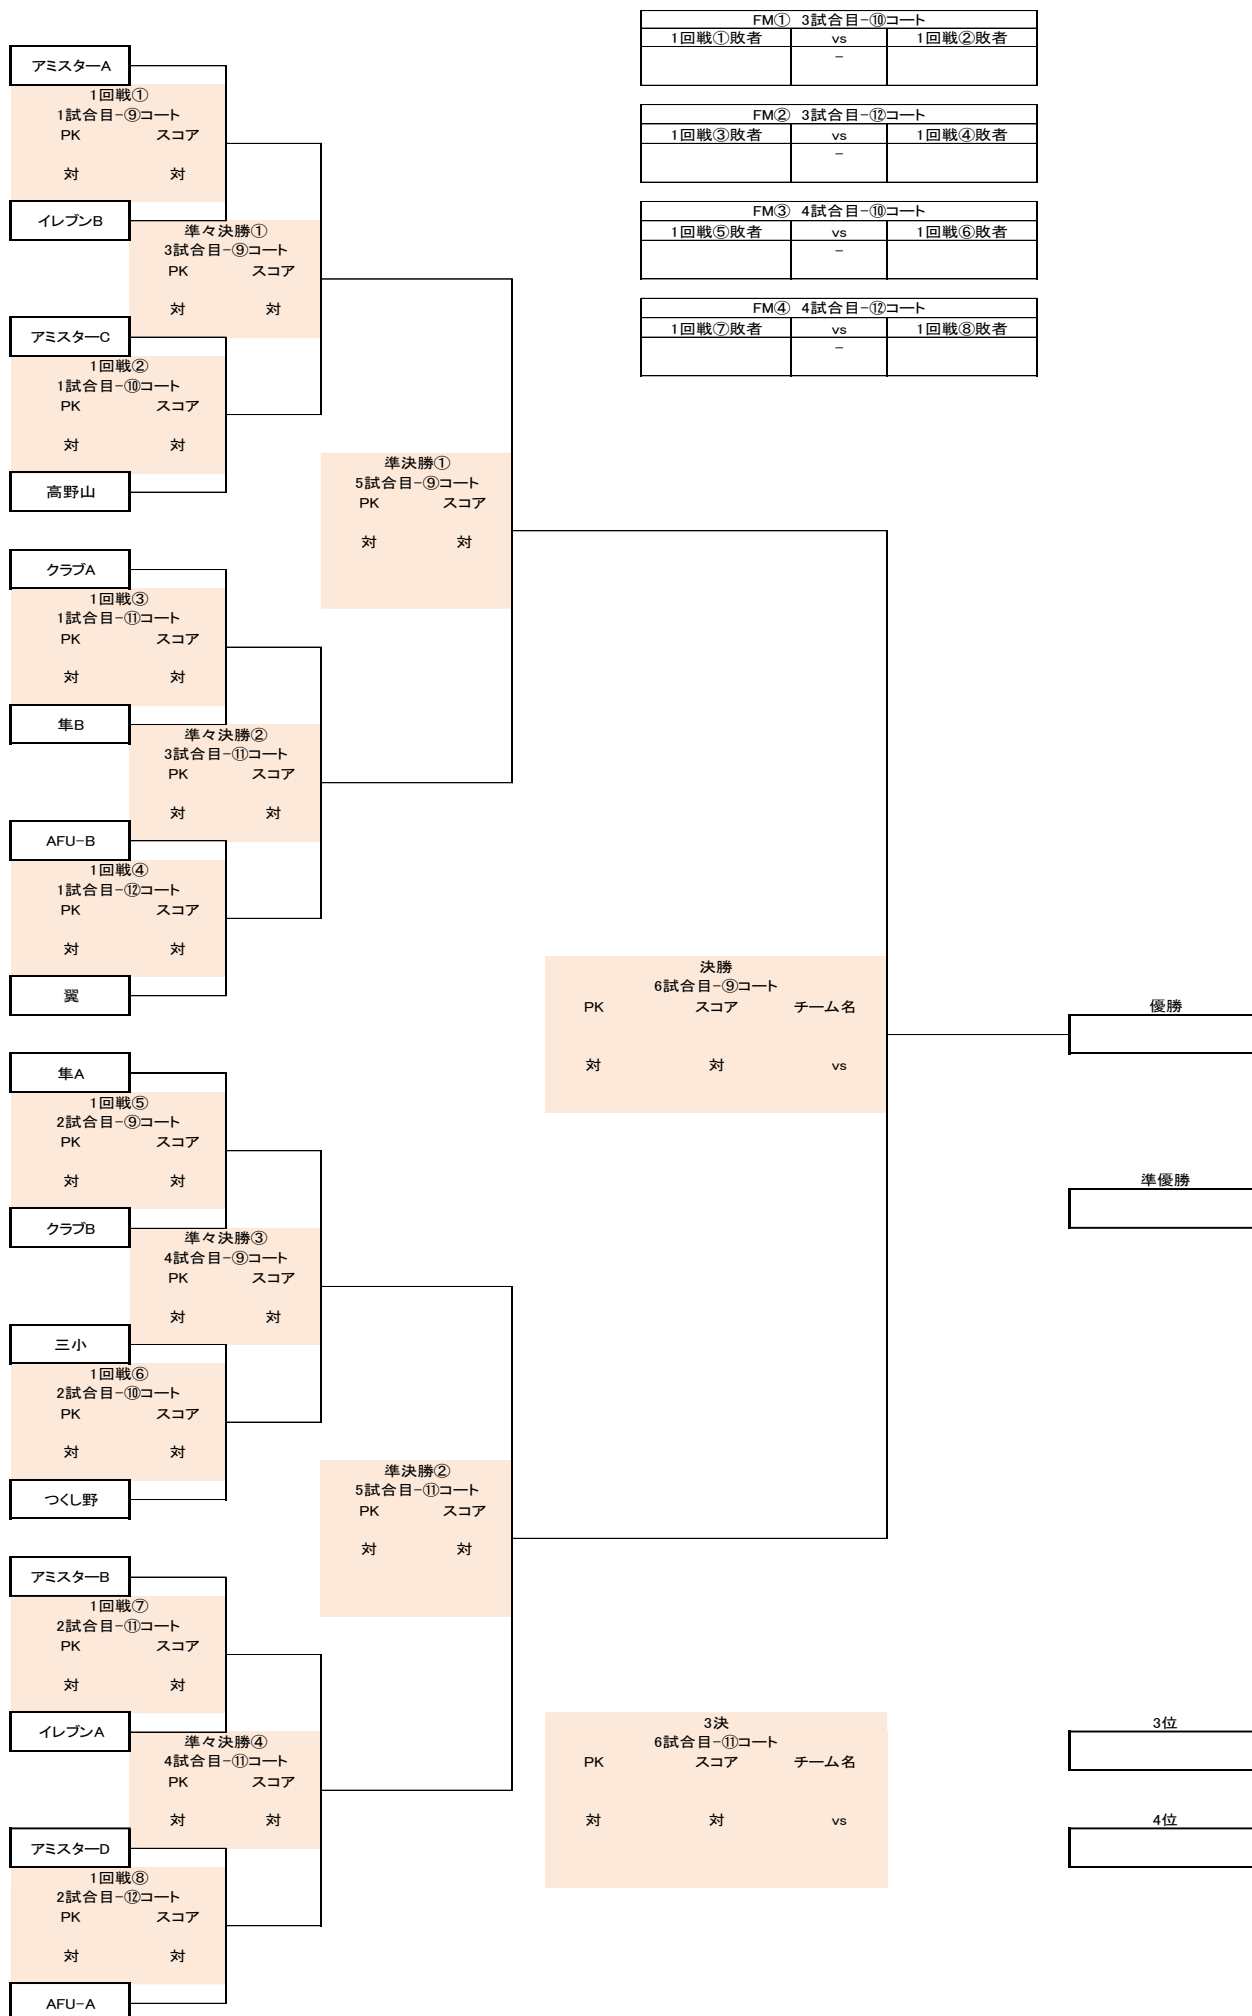 FM① 3試合目-⑩コート
1回戦①敗者 vs 1回戦②敗者
-
FM② 3試合目-⑫コート
1回戦③敗者 vs 1回戦④敗者
-
FM③ 4試合目-⑩コート
1回戦⑤敗者 vs 1回戦⑥敗者
-
FM④ 4試合目-⑫コート
1回戦⑦敗者 vs 1回戦⑧敗者
-
アミスターA
1回戦①
1試合目-⑨コート
PK スコア
対 対
イレブンB
準々決勝①
3試合目-⑨コート
PK スコア
対 対
アミスターC
1回戦②
1試合目-⑩コート
PK スコア
対 対
高野山
準決勝①
5試合目-⑨コート
PK スコア
対 対
クラブA
1回戦③
1試合目-⑪コート
PK スコア
対 対
隼B
準々決勝②
3試合目-⑪コート
PK スコア
対 対
AFU-B
1回戦④
1試合目-⑫コート
PK スコア
対 対
翼
決勝
6試合目-⑨コート
PK スコア チーム名
対 対 vs
優勝
準優勝
隼A
1回戦⑤
2試合目-⑨コート
PK スコア
対 対
クラブB
準々決勝③
4試合目-⑨コート
PK スコア
対 対
三小
1回戦⑥
2試合目-⑩コート
PK スコア
対 対
つくし野
準決勝②
5試合目-⑪コート
PK スコア
対 対
アミスターB
1回戦⑦
2試合目-⑪コート
PK スコア
対 対
イレブンA
準々決勝④
4試合目-⑪コート
PK スコア
対 対
アミスターD
1回戦⑧
2試合目-⑫コート
PK スコア
対 対
AFU-A
3決
6試合目-⑪コート
PK スコア チーム名
対 対 vs
3位
4位